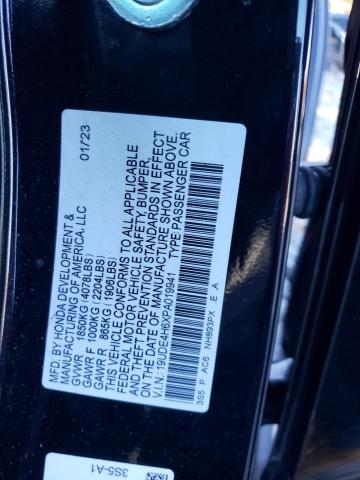 MFD BY HONDA DEVELOPMENT &
MANUFACTURING OF AMERICA, LLC 01/23
GVWR 1850KG (4078LBS)
GAWR F 1000KG (2204LBS)
GAWR R 865KG (1906LBS)
THIS VEHICLE CONFORMS TO ALL APPLICABLE
FEDERAL MOTOR VEHICLE SAFETY, BUMPER,
AND THEFT PREVENTION STANDARDS IN EFFECT
ON THE DATE OF MANUFACTURE SHOWN ABOVE.
V.I.N: 19UDE4H6XPA019941 TYPE: PASSENGER CAR
3S5 P AC6 NH893PX E A
3S5-A1